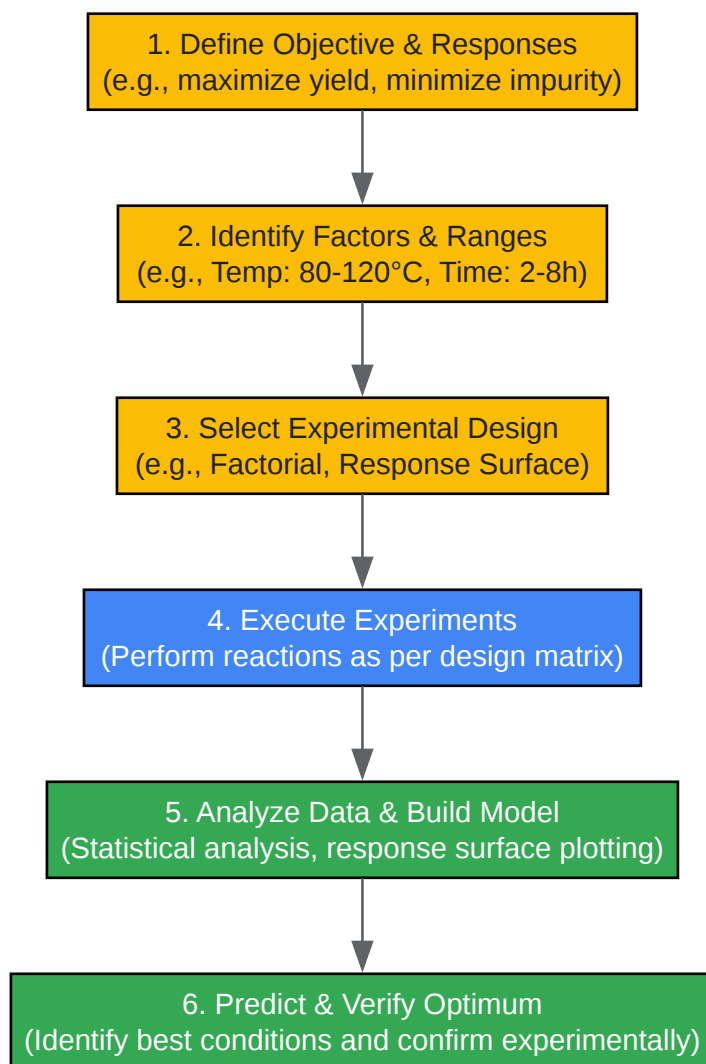 1. Define Objective & Responses
(e.g., maximize yield, minimize impurity)
2. Identify Factors & Ranges
(e.g., Temp: 80-120°C, Time: 2-8h)
3. Select Experimental Design
(e.g., Factorial, Response Surface)
4. Execute Experiments
(Perform reactions as per design matrix)
5. Analyze Data & Build Model
(Statistical analysis, response surface plotting)
6. Predict & Verify Optimum
(Identify best conditions and confirm experimentally)